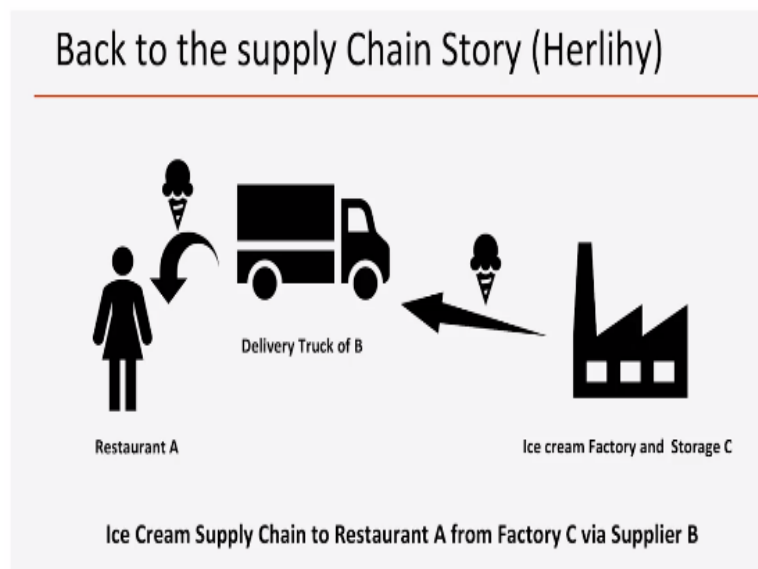 Back to the supply Chain Story (Herlihy)
Delivery Truck of B
Restaurant A
Ice cream Factory and Storage C
Ice Cream Supply Chain to Restaurant A from Factory C via Supplier B